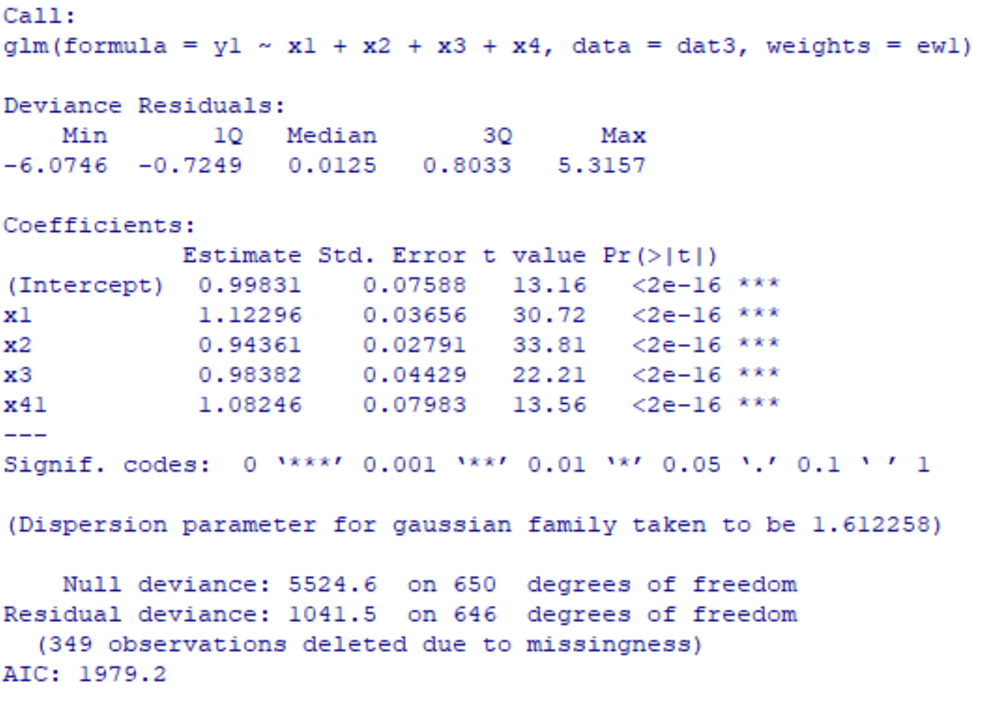 Call:
glm(formula = y1 ~ x1 + x2 + x3 + x4, data = dat3, weights = ew1)
Deviance Residuals:
    Min       1Q   Median       3Q      Max
-6.0746  -0.7249   0.0125   0.8033   5.3157
Coefficients:
            Estimate Std. Error t value Pr(>|t|)
(Intercept)  0.99831    0.07588   13.16   <2e-16 ***
x1           1.12296    0.03656   30.72   <2e-16 ***
x2           0.94361    0.02791   33.81   <2e-16 ***
x3           0.98382    0.04429   22.21   <2e-16 ***
x41          1.08246    0.07983   13.56   <2e-16 ***
---
Signif. codes:  0 ‘***’ 0.001 ‘**’ 0.01 ‘*’ 0.05 ‘.’ 0.1 ‘ ’ 1
(Dispersion parameter for gaussian family taken to be 1.612258)
    Null deviance: 5524.6  on 650  degrees of freedom
Residual deviance: 1041.5  on 646  degrees of freedom
  (349 observations deleted due to missingness)
AIC: 1979.2